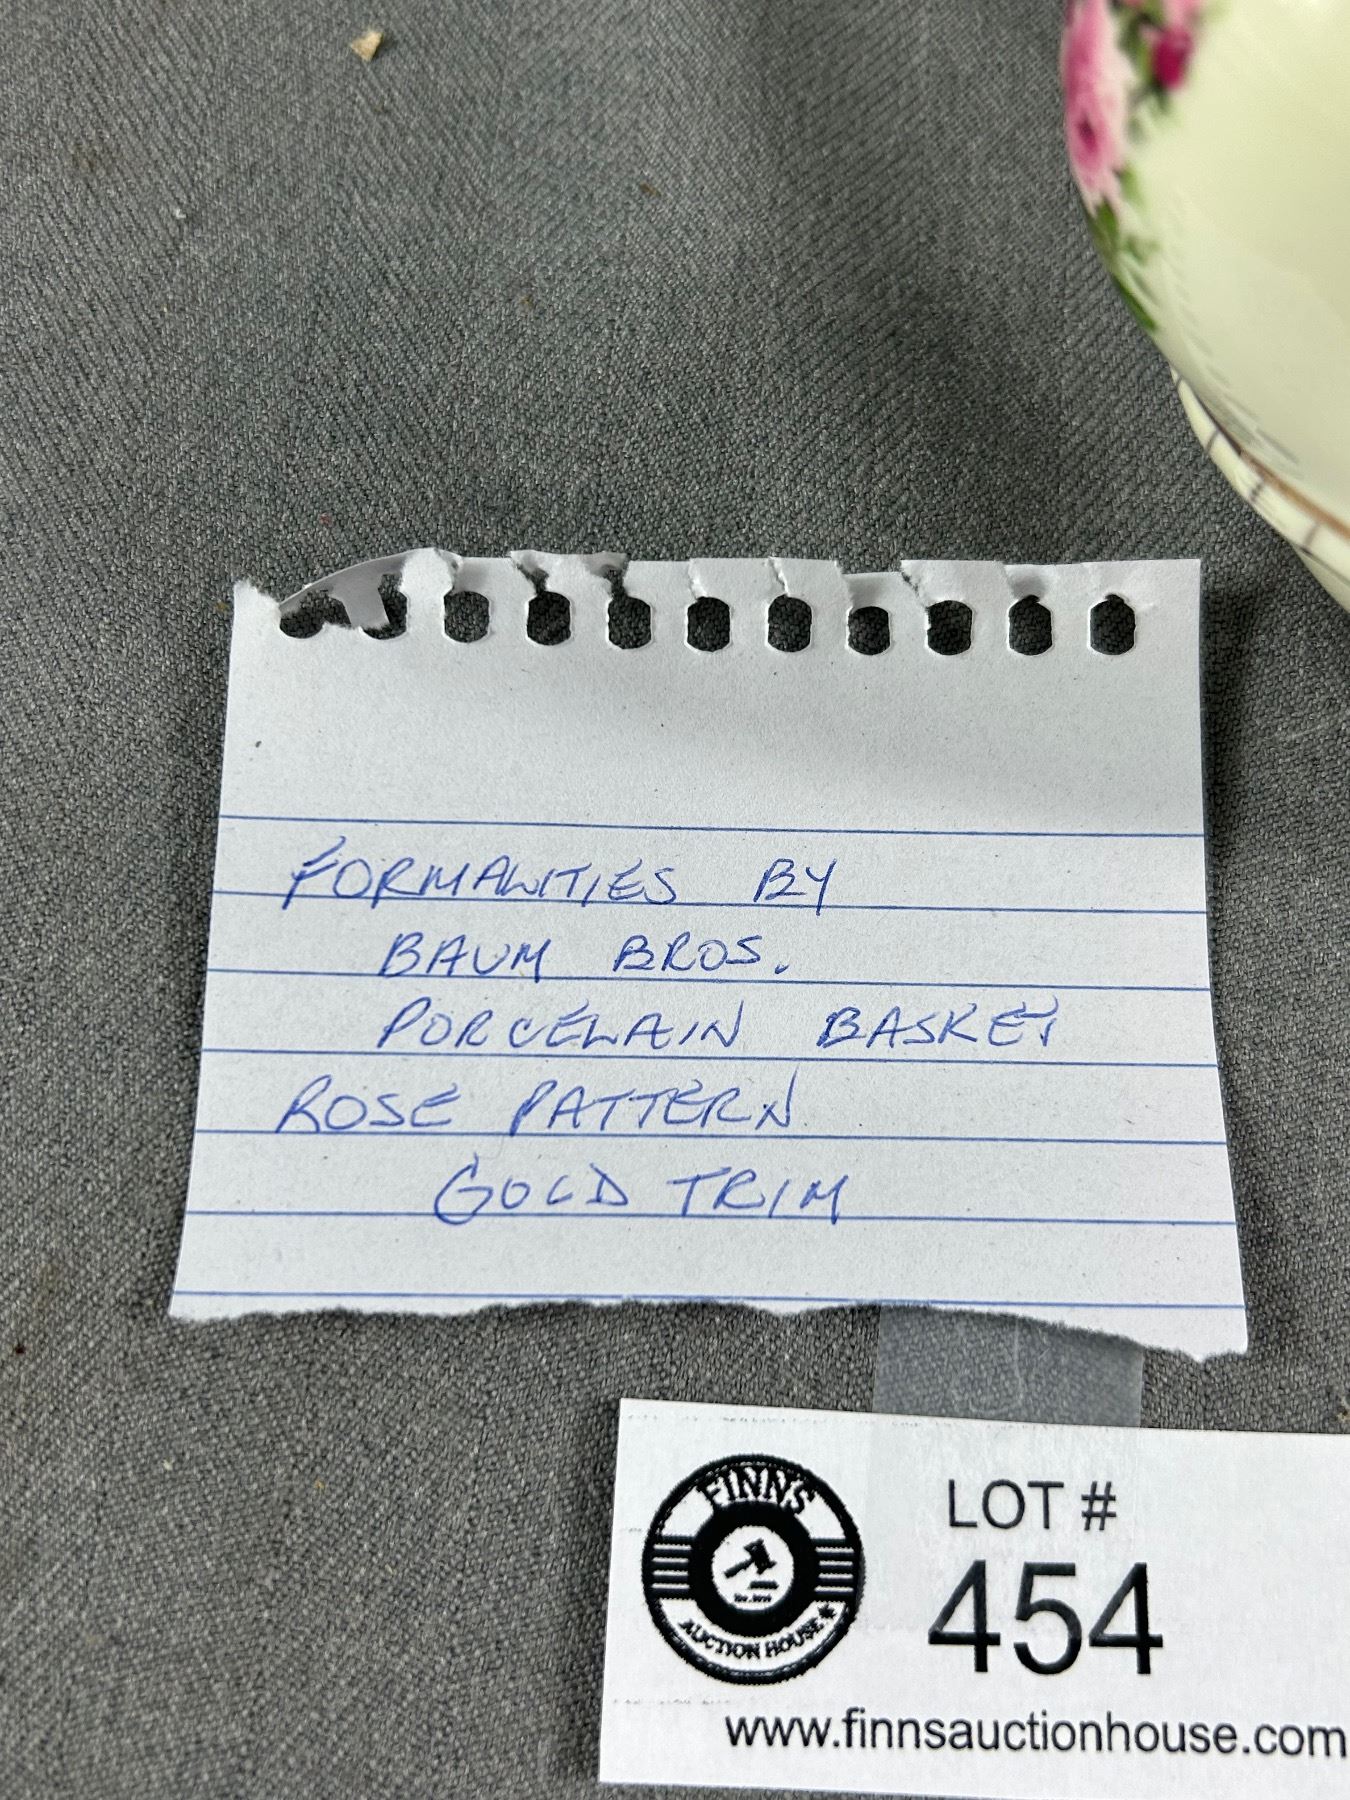 FORMALITIES BY
BAUM BROS.
PORCELAIN BASKET
ROSE PATTERN
GOLD TRIM
FINNS
AUCTION HOUSE
LOT #
454
www.finnsauctionhouse.com